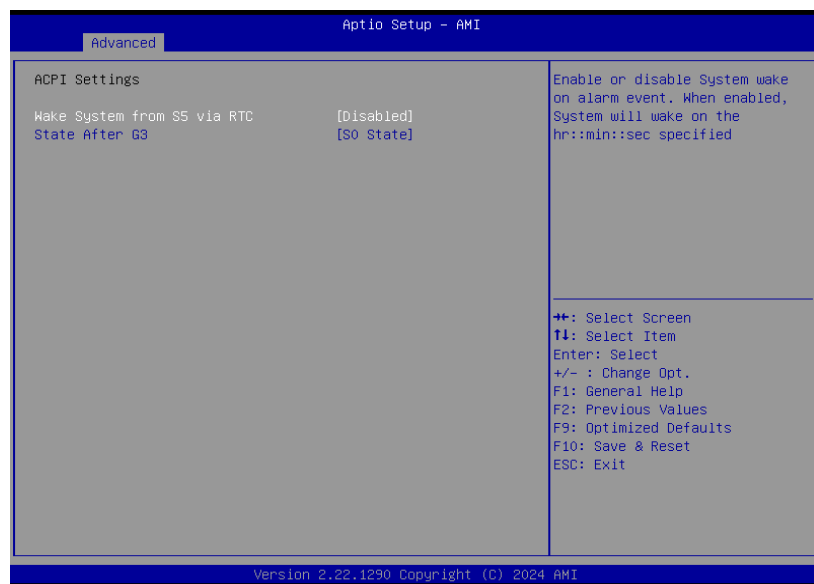 Aptio Setup – AMI
Advanced
ACPI Settings
Wake System from S5 via RTC [Disabled]
State After G3 [S0 State]
Enable or disable System wake
on alarm event. When enabled,
System will wake on the
hr::min::sec specified
→←: Select Screen
↑↓: Select Item
Enter: Select
+/- : Change Opt.
F1: General Help
F2: Previous Values
F9: Optimized Defaults
F10: Save & Reset
ESC: Exit
Version 2.22.1290 Copyright (C) 2024 AMI